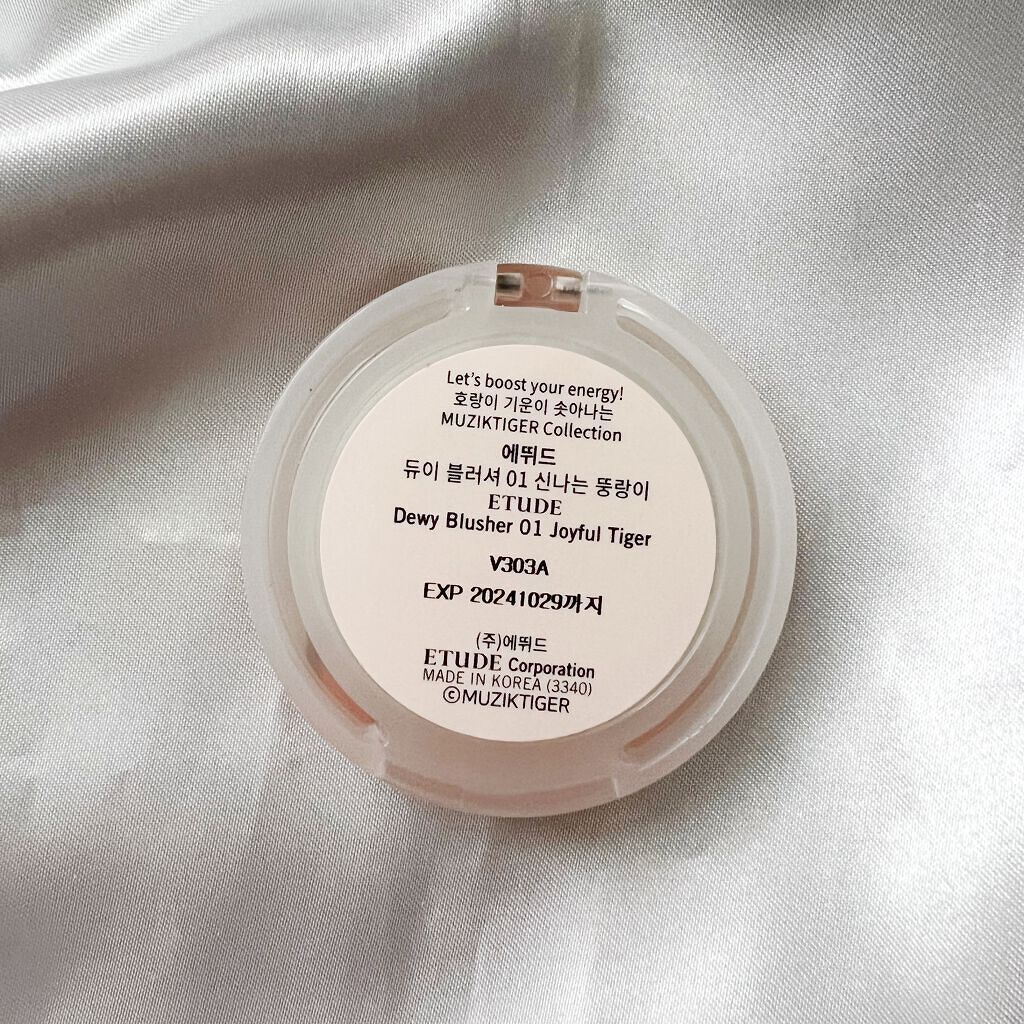 Let's boost your energy!
호랑이 기운이 솟아나는
MUZIKTIGER Collection
에뛰드
듀이 블러셔 01 신나는 뚱랑이
ETUDE
Dewy Blusher 01 Joyful Tiger
V303A
EXP 20241029까지
(주)에뛰드
ETUDE Corporation
MADE IN KOREA (3340)
©MUZIKTIGER